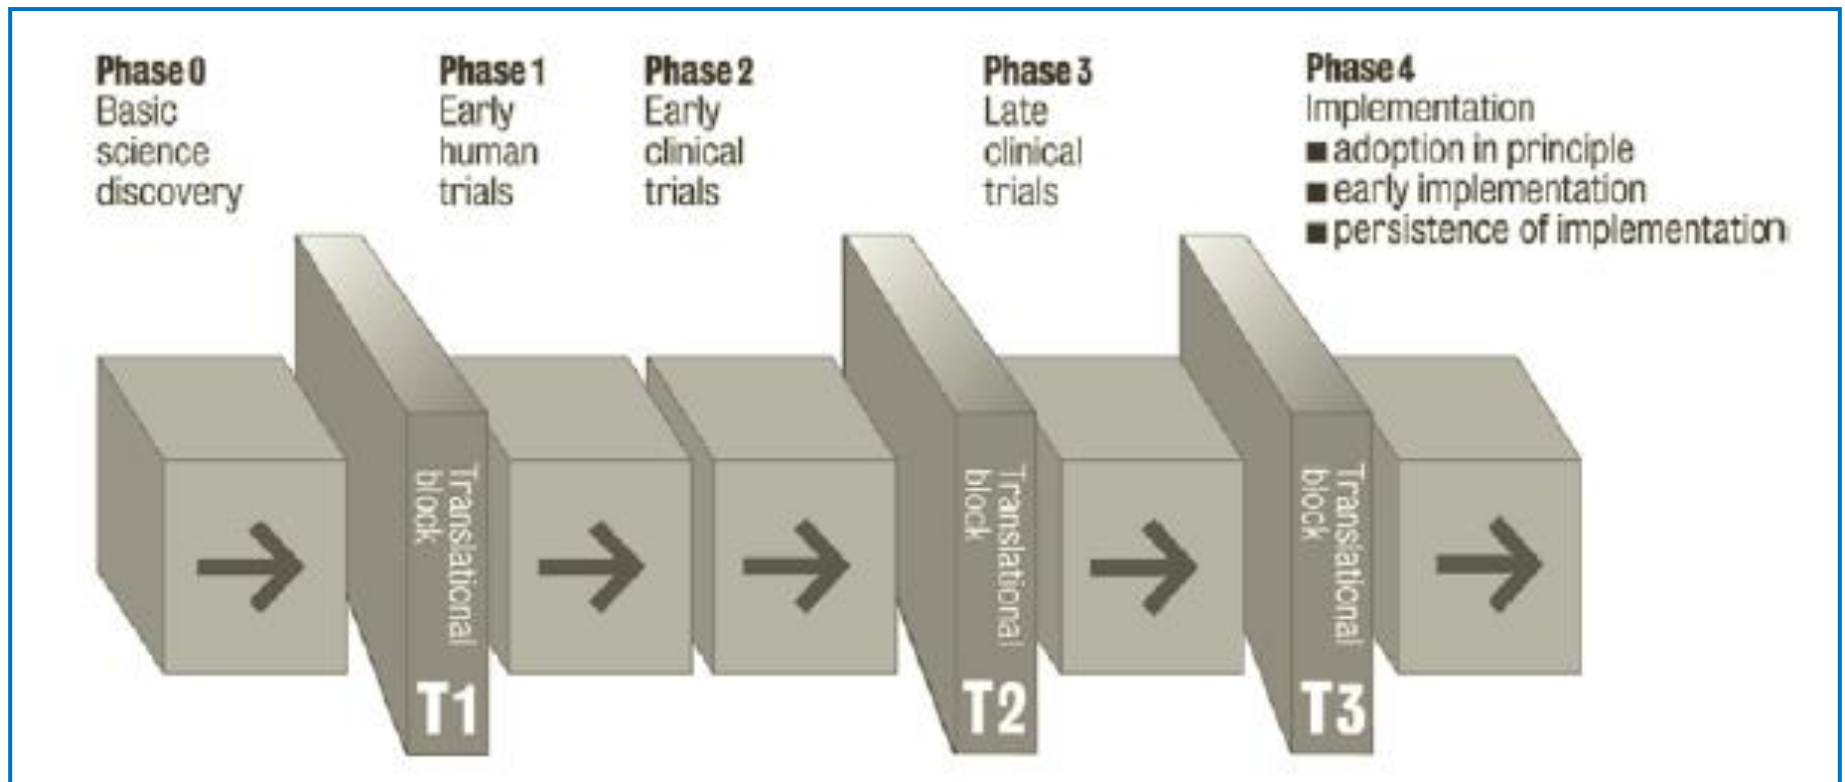 Phase 0
Basic
science
discovery
Phase 1
Early
human
trials
Phase 2
Early
clinical
trials
Phase 3
Late
clinical
trials
Phase 4
Implementation
■ adoption in principle
■ early implementation
■ persistence of implementation
Translational
block
T1
Translational
block
T2
Translational
block
T3